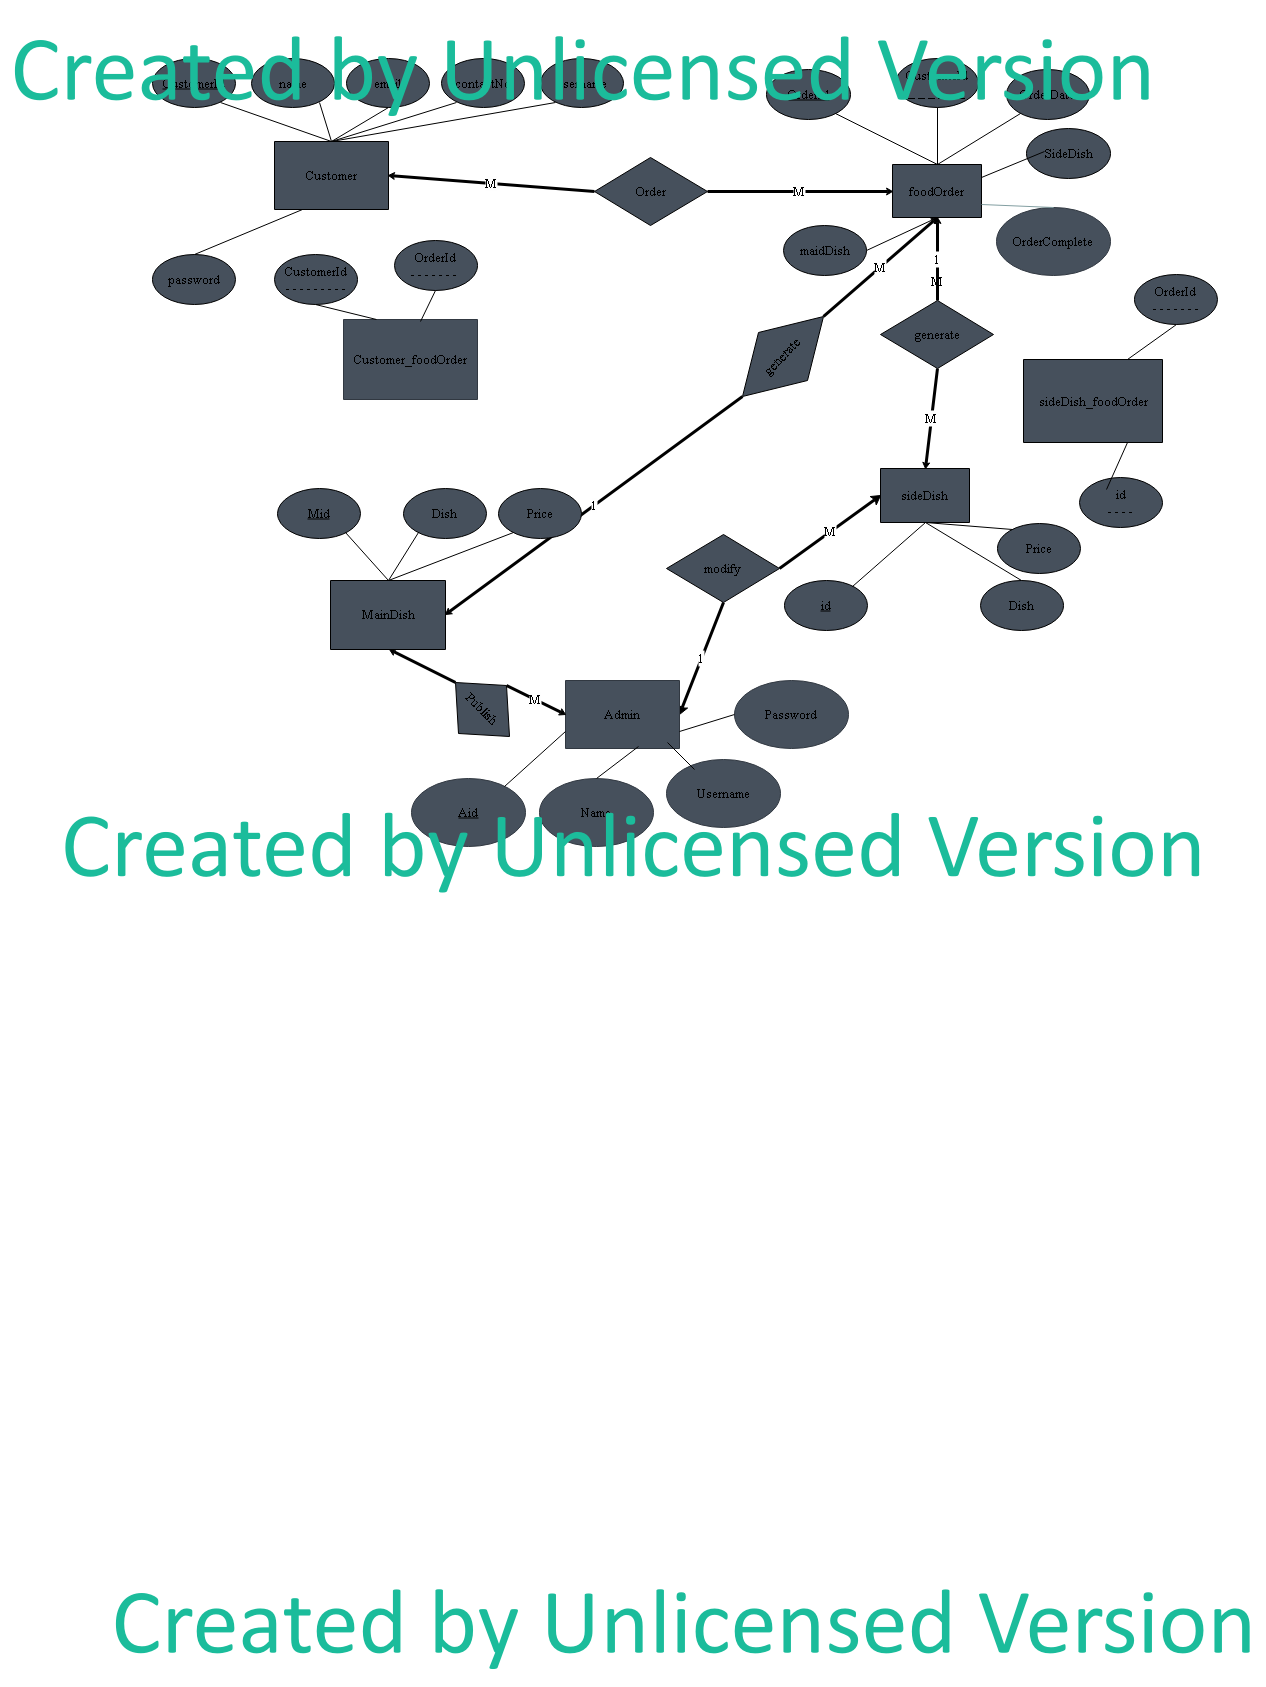 Created by Unlicensed Version
name
email
contactNo
username
OrderId
OrderDate
SideDish
Customer
M
Order
M
foodOrder
OrderComplete
maidDish
password
CustomerId
OrderId
M
1
M
OrderId
Customer_foodOrder
generate
generate
M
sideDish_foodOrder
sideDish
id
Mid
Dish
Price
1
M
Price
modify
id
Dish
MainDish
1
Publish
M
Admin
Password
Username
Aid
Name
Created by Unlicensed Version
Created by Unlicensed Version